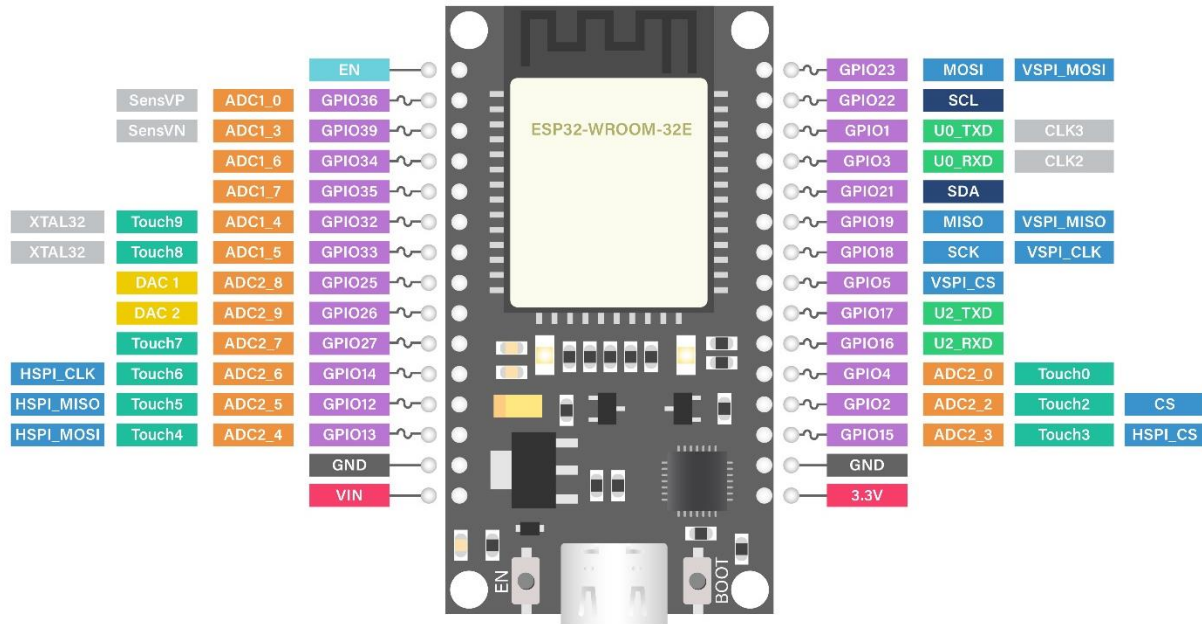 EN GPIO23 MOSI VSPI_MOSI
SensVP ADC1_0 GPIO36 GPIO22 SCL
SensVN ADC1_3 GPIO39 ESP32-WROOM-32E GPIO1 U0_TXD CLK3
ADC1_6 GPIO34 GPIO3 U0_RXD CLK2
ADC1_7 GPIO35 GPIO21 SDA
XTAL32 Touch9 ADC1_4 GPIO32 GPIO19 MISO VSPI_MISO
XTAL32 Touch8 ADC1_5 GPIO33 GPIO18 SCK VSPI_CLK
DAC 1 ADC2_8 GPIO25 GPIO5 VSPI_CS
DAC 2 ADC2_9 GPIO26 GPIO17 U2_TXD
Touch7 ADC2_7 GPIO27 GPIO16 U2_RXD
HSPI_CLK Touch6 ADC2_6 GPIO14 GPIO4 ADC2_0 Touch0
HSPI_MISO Touch5 ADC2_5 GPIO12 GPIO2 ADC2_2 Touch2 CS
HSPI_MOSI Touch4 ADC2_4 GPIO13 GPIO15 ADC2_3 Touch3 HSPI_CS
GND GND
VIN 3.3V
EN BOOT